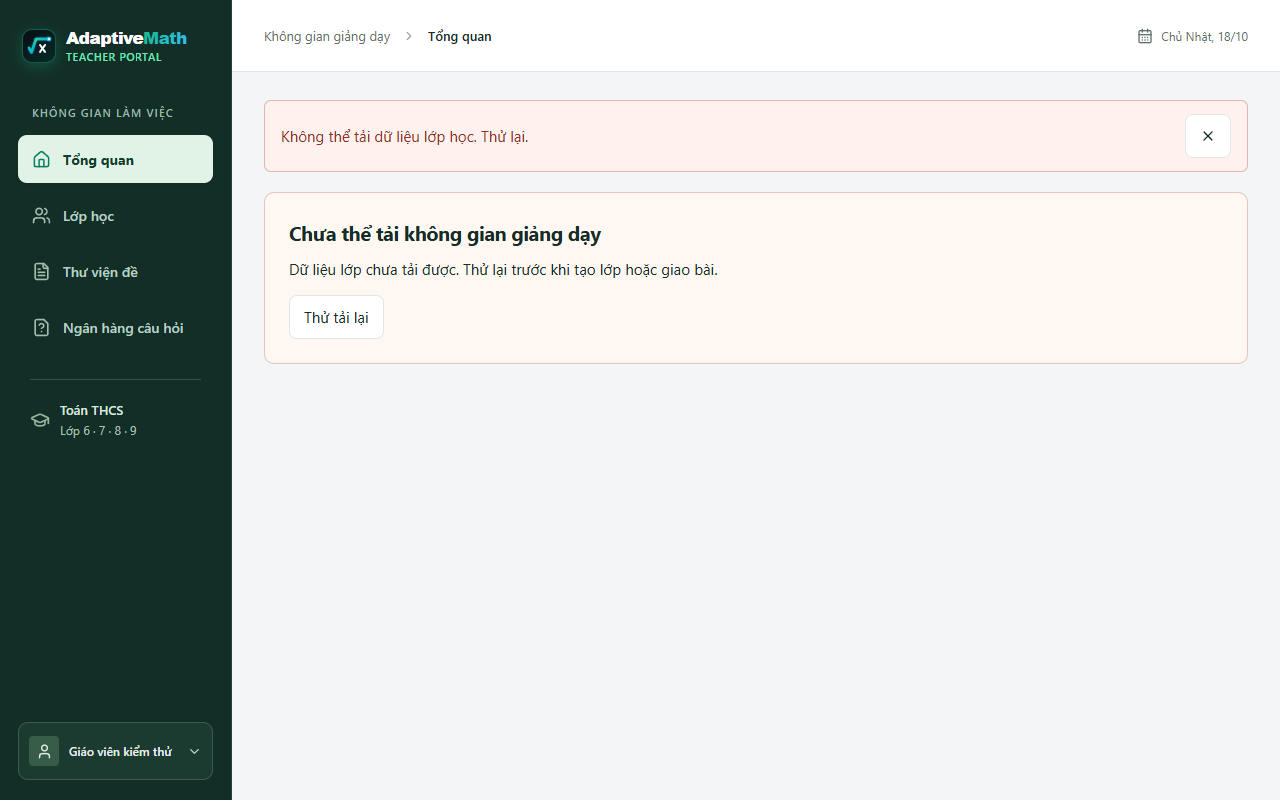 AdaptiveMath
TEACHER PORTAL
KHÔNG GIAN LÀM VIỆC
Tổng quan
Lớp học
Thư viện đề
Ngân hàng câu hỏi
Toán THCS
Lớp 6 · 7 · 8 · 9
Giáo viên kiểm thử
Không gian giảng dạy
Tổng quan
Chủ Nhật, 18/10
Không thể tải dữ liệu lớp học. Thử lại.
Chưa thể tải không gian giảng dạy
Dữ liệu lớp chưa tải được. Thử lại trước khi tạo lớp hoặc giao bài.
Thử tải lại